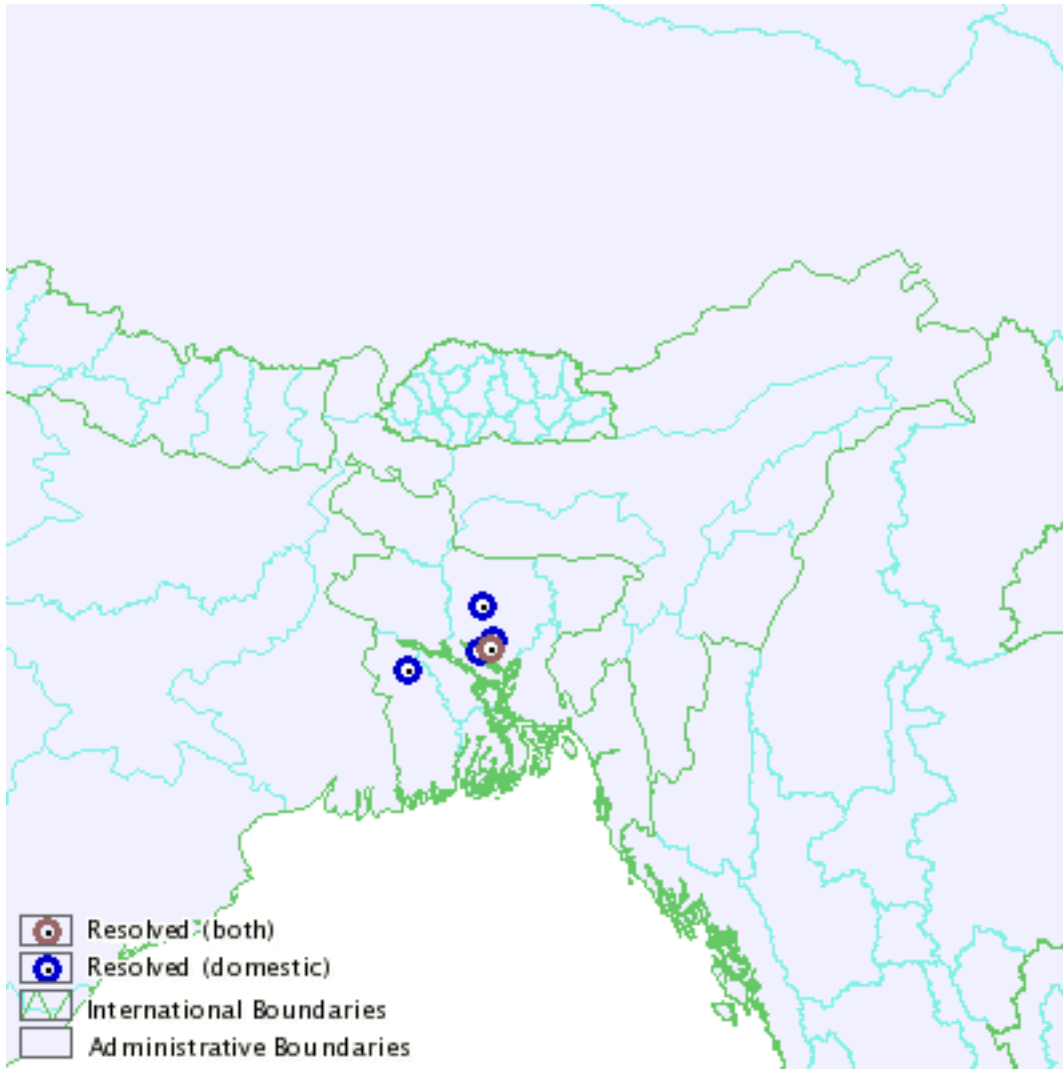 Resolved (both)
Resolved (domestic)
International Boundaries
Administrative Boundaries